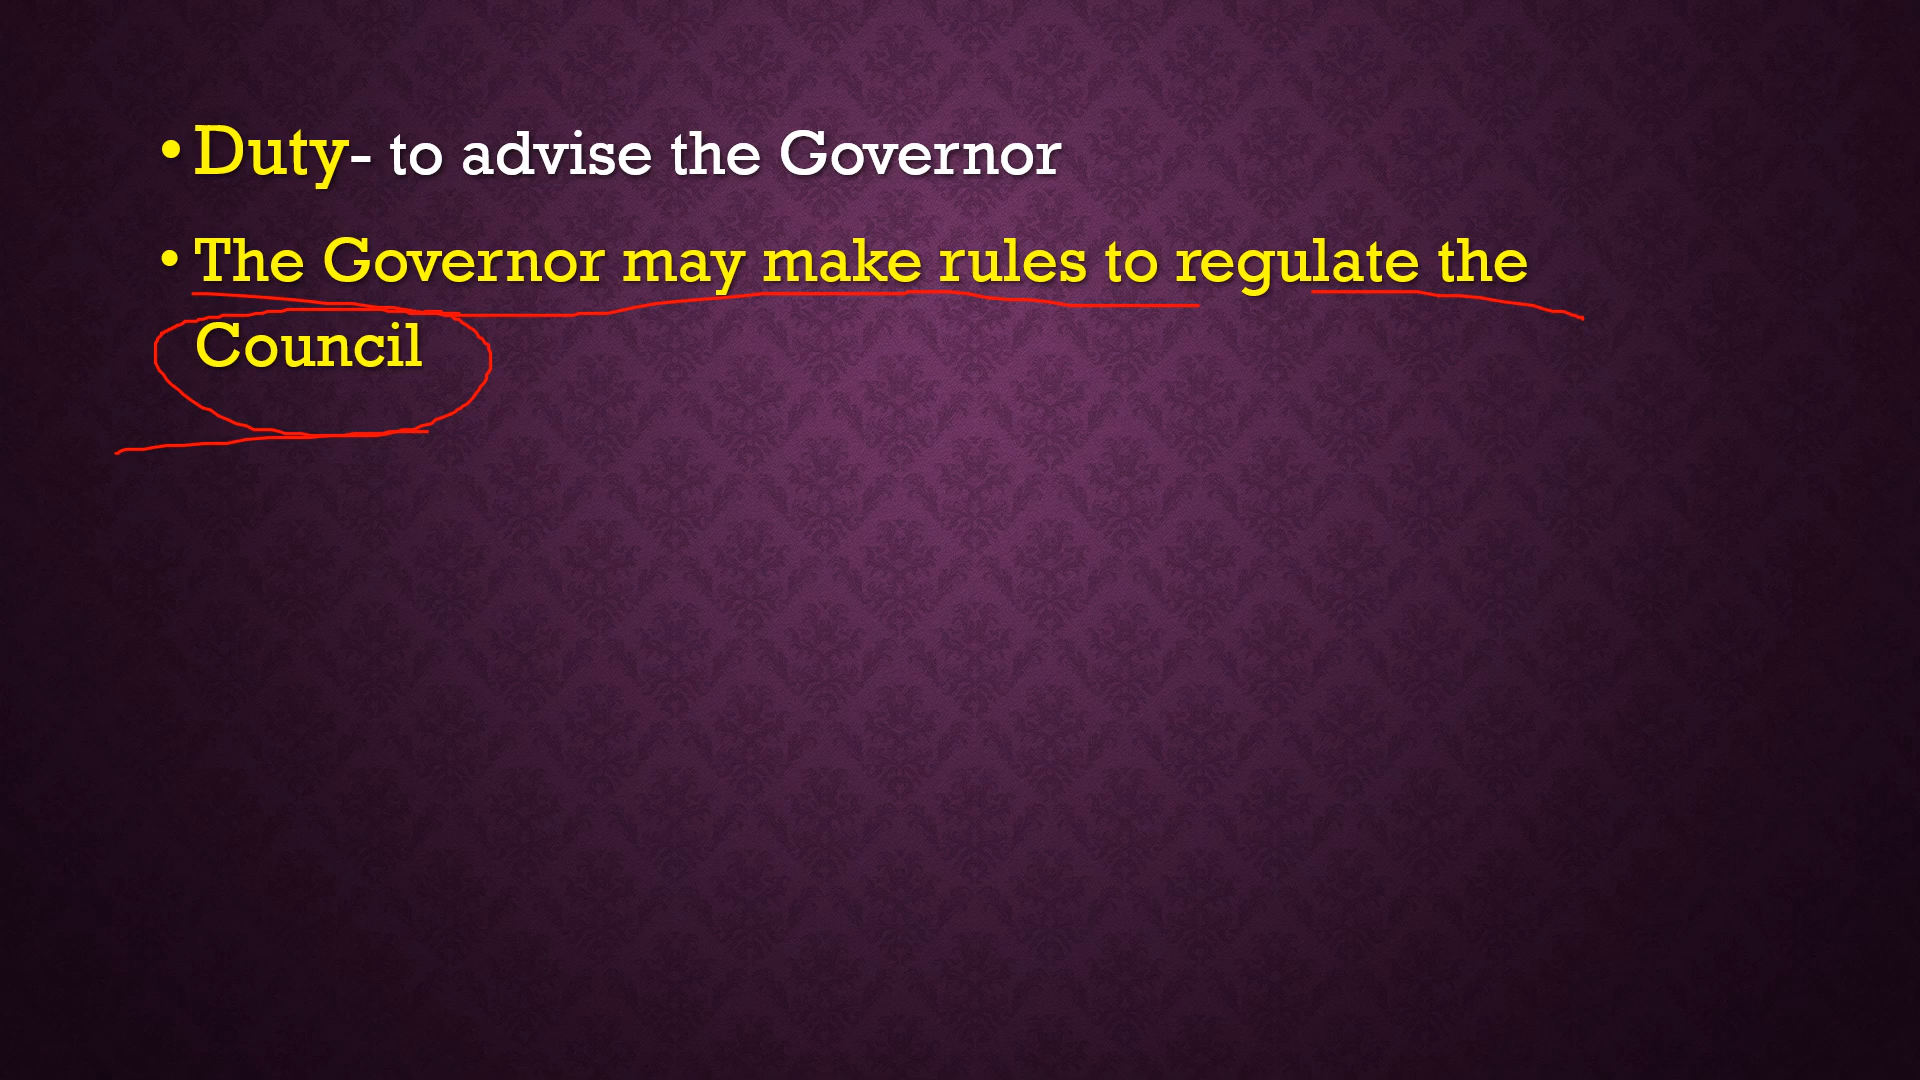 • Duty- to advise the Governor
• The Governor may make rules to regulate the
Council